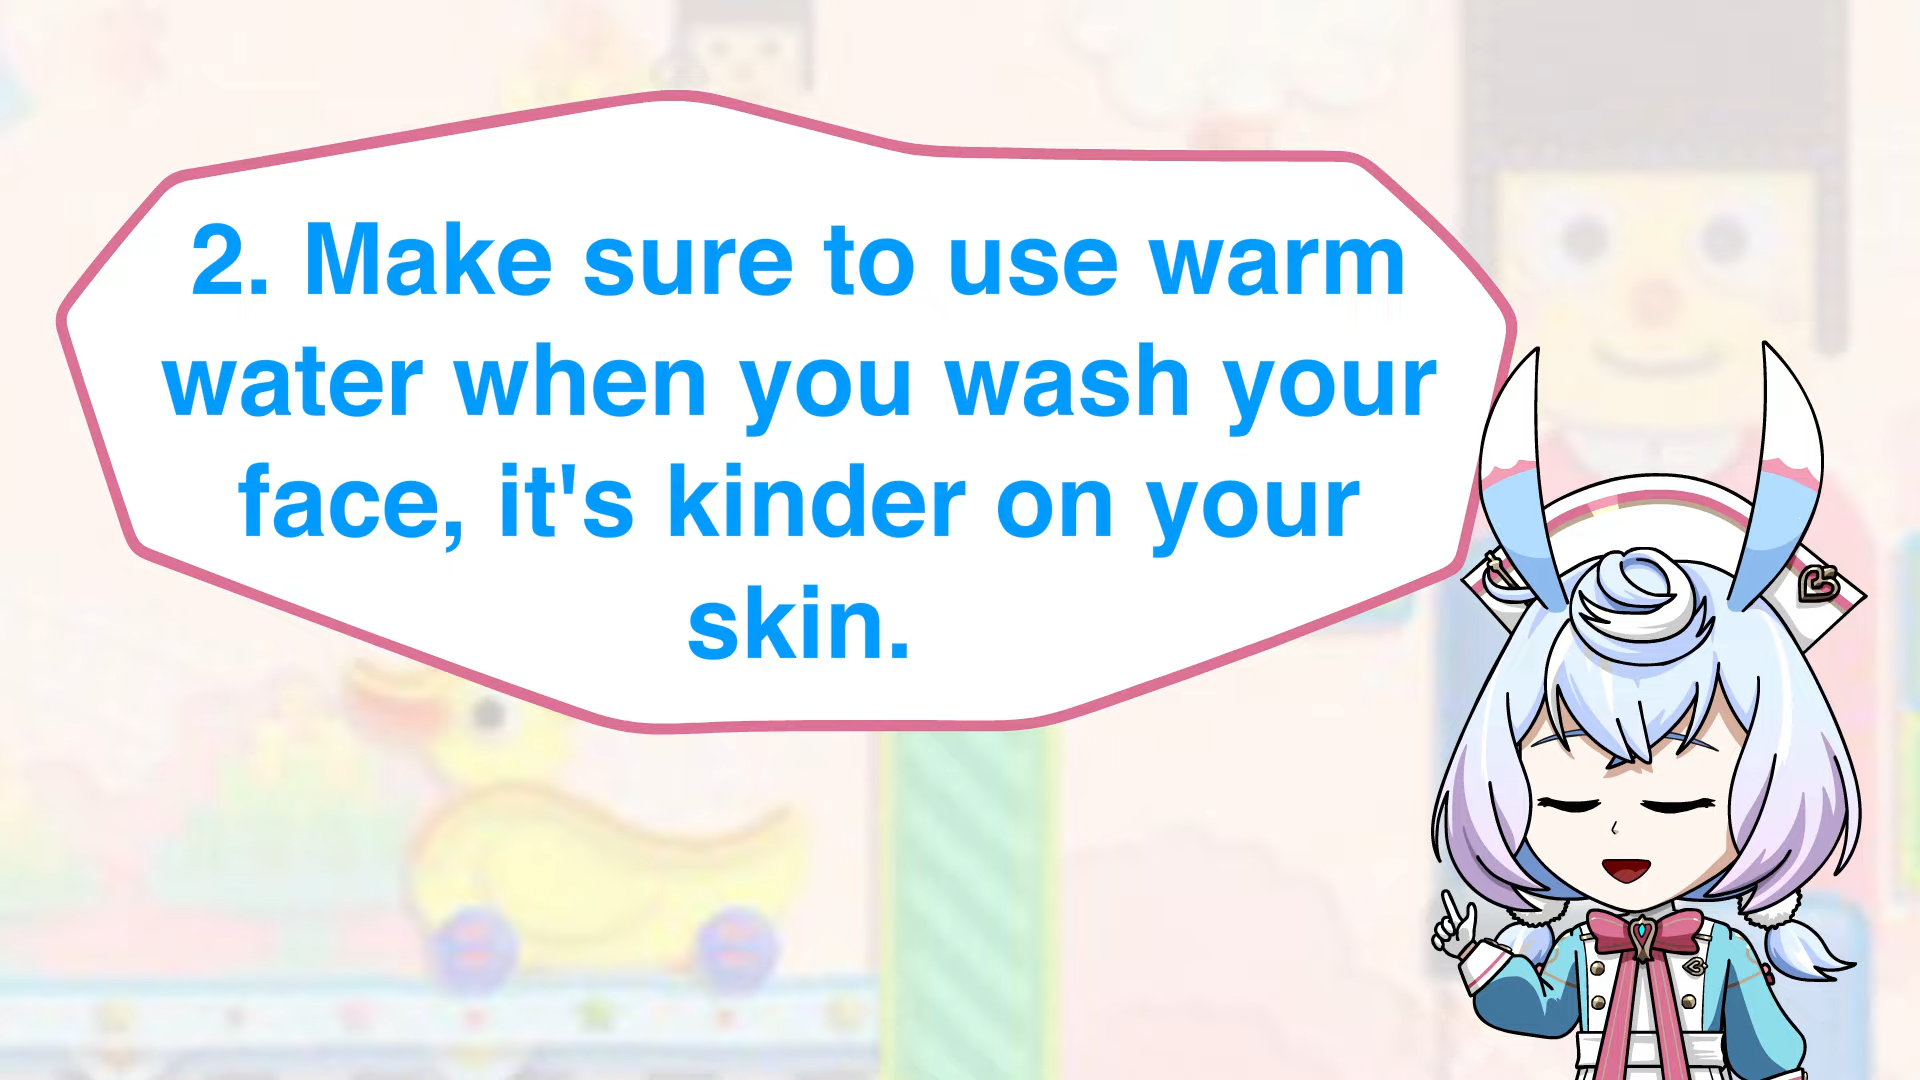 2. Make sure to use warm
water when you wash your
face, it's kinder on your
skin.